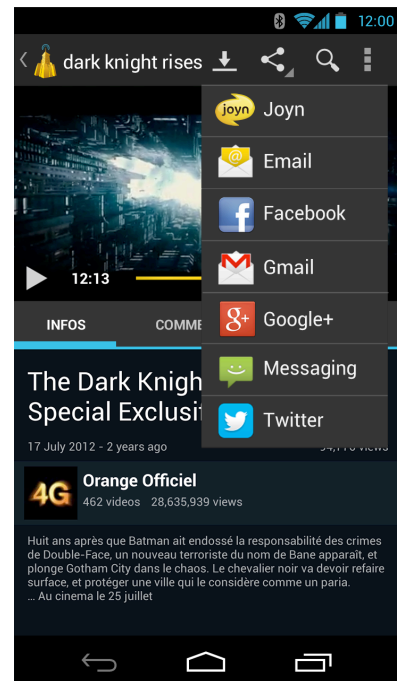 12:00
dark knight rises
joyn Joyn
@ Email
f Facebook
M Gmail
g+ Google+
Messaging
Twitter
12:13
INFOS COMME
The Dark Knigh
Special Exclusi
17 July 2012 - 2 years ago views
4G Orange Officiel
462 videos 28,635,939 views
Huit ans après que Batman ait endossé la responsabilité des crimes
de Double-Face, un nouveau terroriste du nom de Bane apparaît, et
plonge Gotham City dans le chaos. Le chevalier noir va devoir refaire
surface, et protéger une ville qui le considère comme un paria.
... Au cinema le 25 juillet